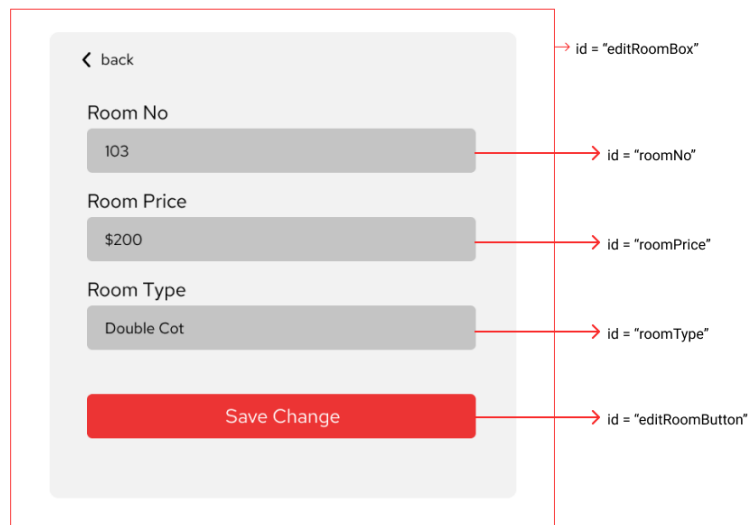 back
id = “editRoomBox”
Room No
103
id = “roomNo”
Room Price
$200
id = “roomPrice”
Room Type
Double Cot
id = “roomType”
Save Change
id = “editRoomButton”